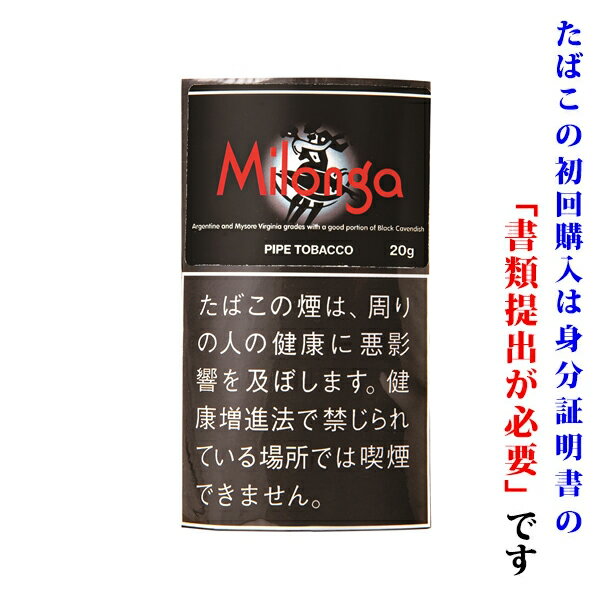 たばこの初回購入は身分証明書の
「書類提出が必要」です
Milonga
Argentine and Mysore Virginia grades with a good portion of Black Cavendish
PIPE TOBACCO 20g
たばこの煙は、周り
の人の健康に悪影
響を及ぼします。健
康増進法で禁じられ
ている場所では喫煙
できません。